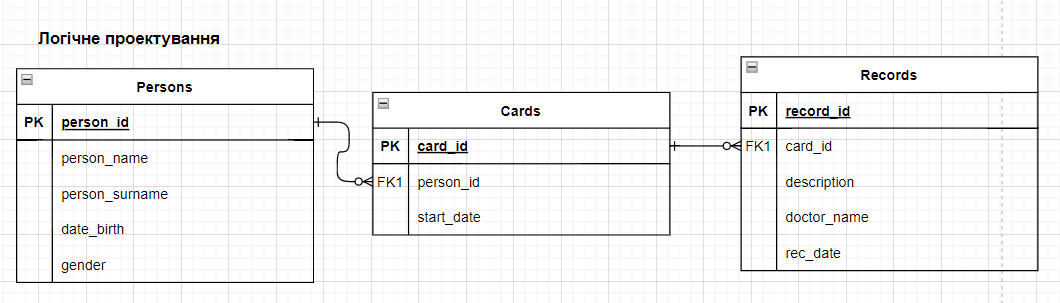 Логічне проектування
Persons
PK person_id
person_name
person_surname
date_birth
gender
Cards
PK card_id
FK1 person_id
start_date
Records
PK record_id
FK1 card_id
description
doctor_name
rec_date